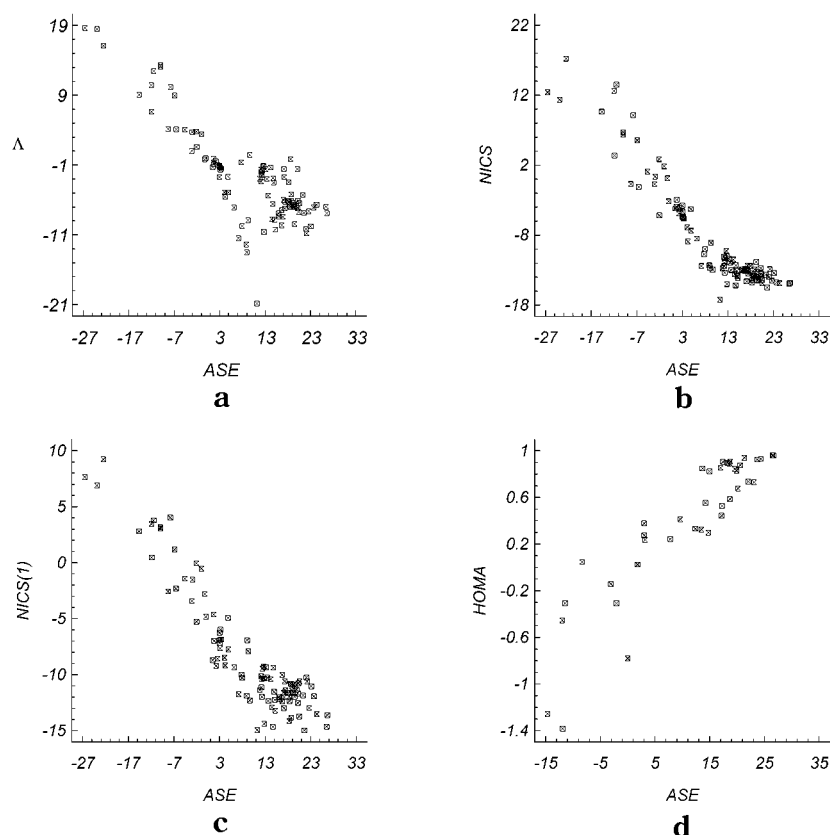 19
9
Λ
-1
-11
-21
-27 -17 -7 3 13 23 33
ASE
a
22
12
NICS
2
-8
-18
-27 -17 -7 3 13 23 33
ASE
b
10
5
0
NICS(1)
-5
-10
-15
-27 -17 -7 3 13 23 33
ASE
c
1
0.6
0.2
HOMA
-0.2
-0.6
-1
-1.4
-15 -5 5 15 25 35
ASE
d